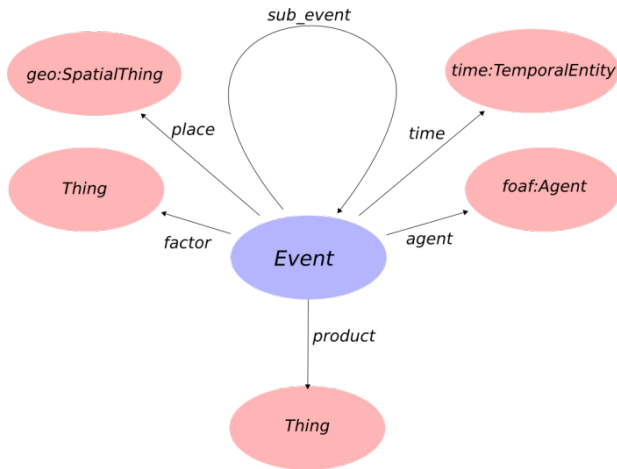 sub_event
geo:SpatialThing
time:TemporalEntity
place
time
Thing
foaf:Agent
factor
agent
Event
product
Thing